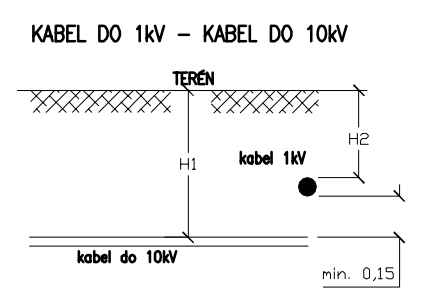 KABEL DO 1kV – KABEL DO 10kV
TERÉN
H2
H1
kabel 1kV
kabel do 10kV
min. 0,15